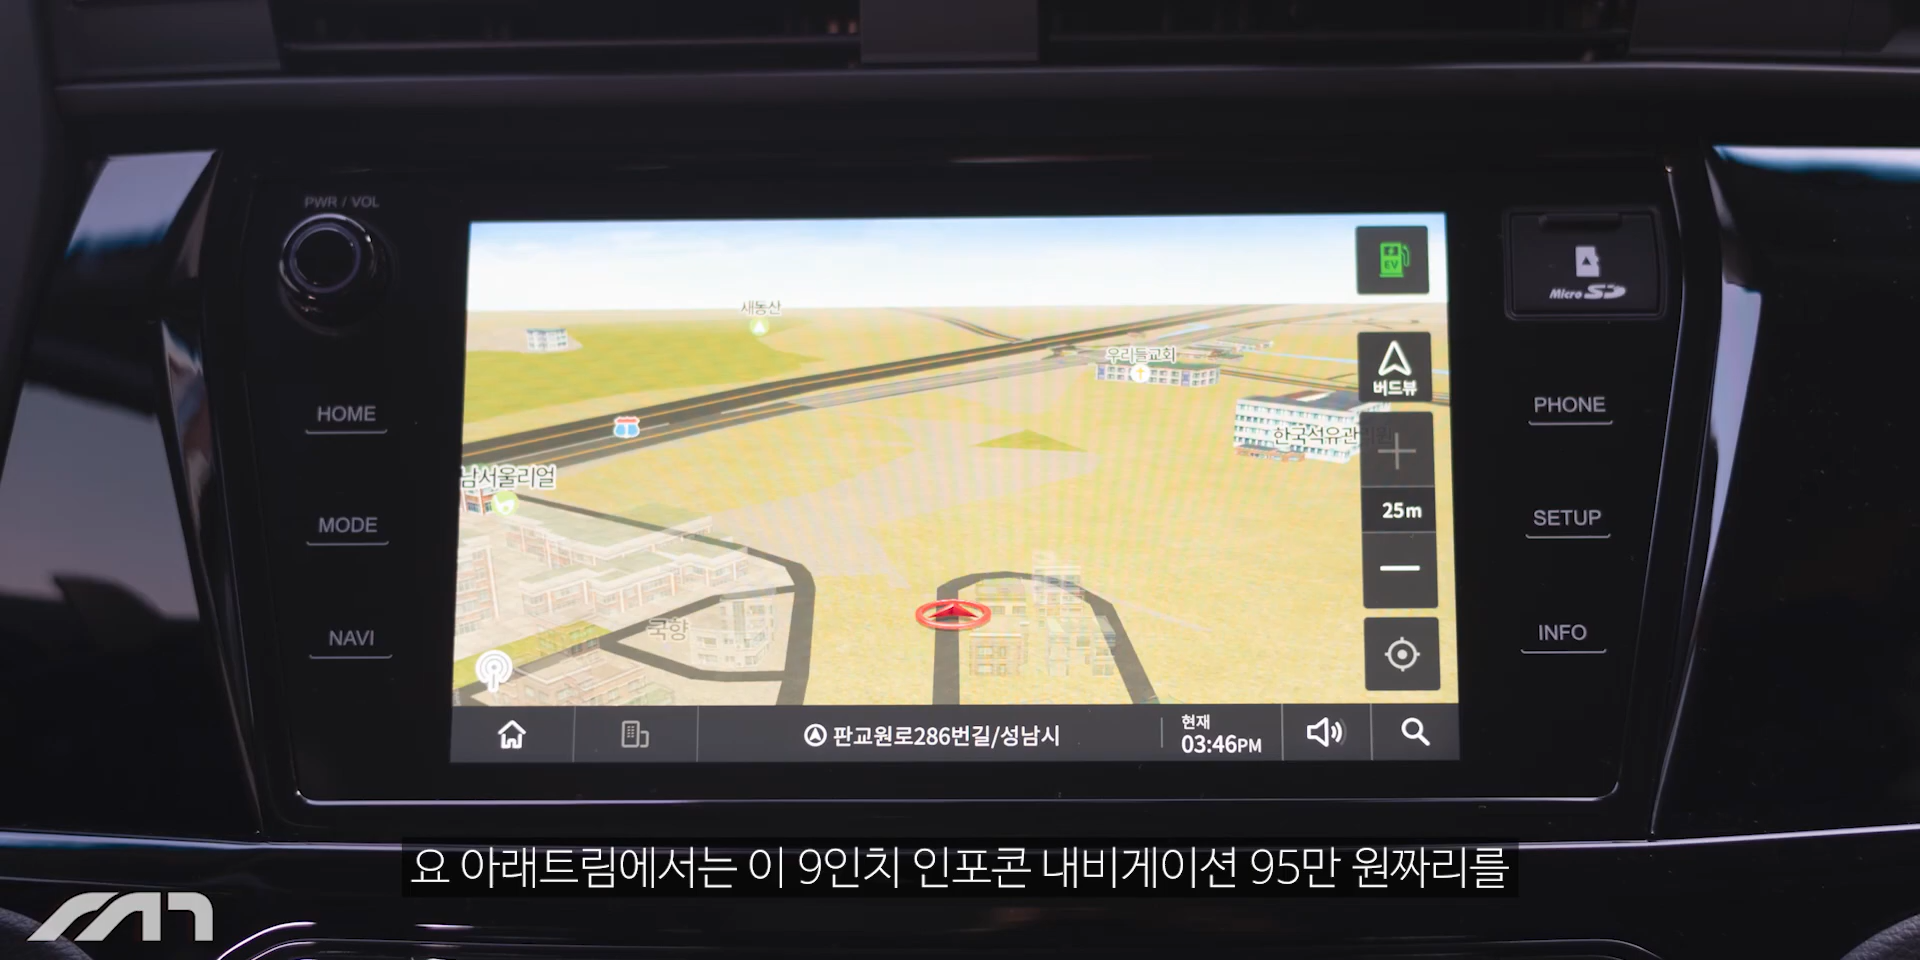 PWR / VOL
HOME
MODE
NAVI
EV
새동산
우리들교회
버드뷰
한국석유관리원
남서울리얼
25m
국향
1
판교원로286번길/성남시
현재
03:46PM
Micro SD
PHONE
SETUP
INFO
요 아래트림에서는 이 9인치 인포콘 내비게이션 95만 원짜리를